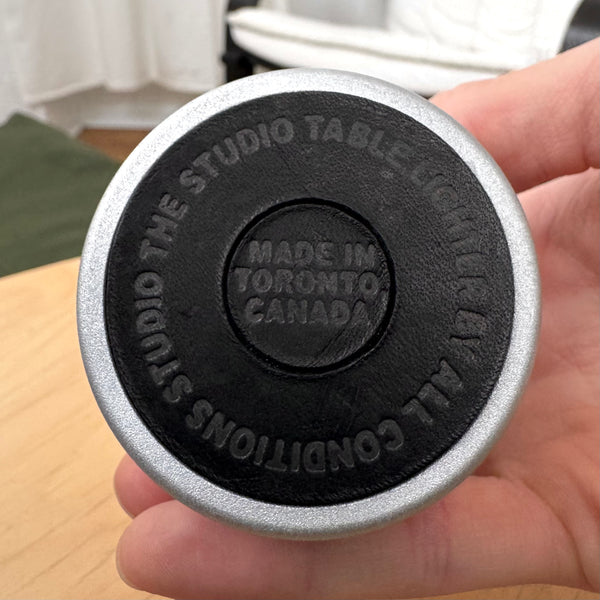 THE STUDIO TABLE LIGHTER BY ALL CONDITIONS STUDIO
MADE IN
TORONTO
CANADA